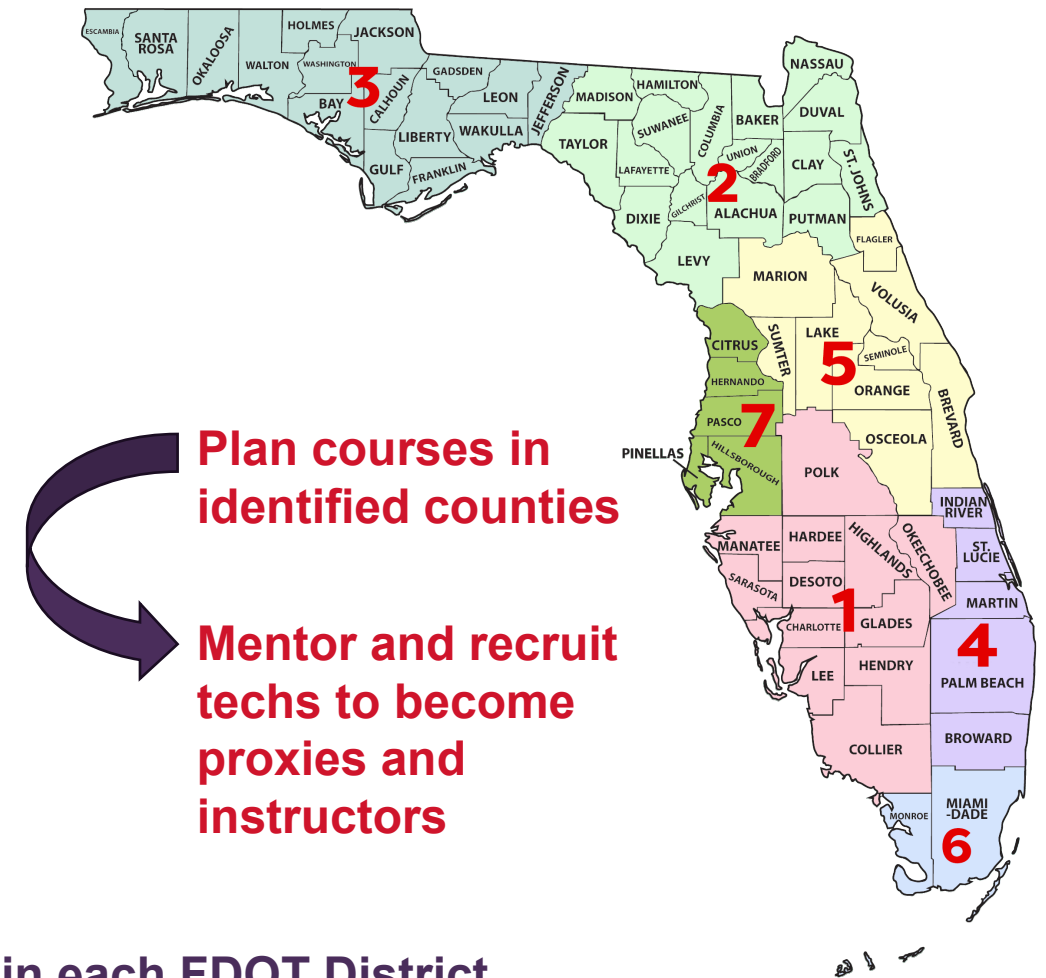 ESCAMBIA
SANTA
ROSA
OKALOOSA
WALTON
HOLMES
WASHINGTON
JACKSON
BAY
3
CALHOUN
GULF
LIBERTY
GADSDEN
FRANKLIN
LEON
WAKULLA
JEFFERSON
MADISON
HAMILTON
TAYLOR
SUWANEE
LAFAYETTE
DIXIE
COLUMBIA
GILCHRIST
2
BAKER
UNION
BRADFORD
ALACHUA
LEVY
NASSAU
DUVAL
CLAY
ST. JOHNS
PUTMAN
FLAGLER
MARION
VOLUSIA
SUMTER
LAKE
5
SEMINOLE
ORANGE
OSCEOLA
BREVARD
CITRUS
HERNANDO
PASCO
7
HILLSBOROUGH
PINELLAS
Plan courses in
identified counties
POLK
INDIAN
RIVER
ST.
LUCIE
MANATEE
HARDEE
HIGHLANDS
OKEECHOBEE
SARASOTA
DESOTO
1
CHARLOTTE
GLADES
MARTIN
4
PALM BEACH
LEE
HENDRY
COLLIER
BROWARD
Mentor and recruit
techs to become
proxies and
instructors
MONROE
MIAMI
-DADE
6
in each FDOT District